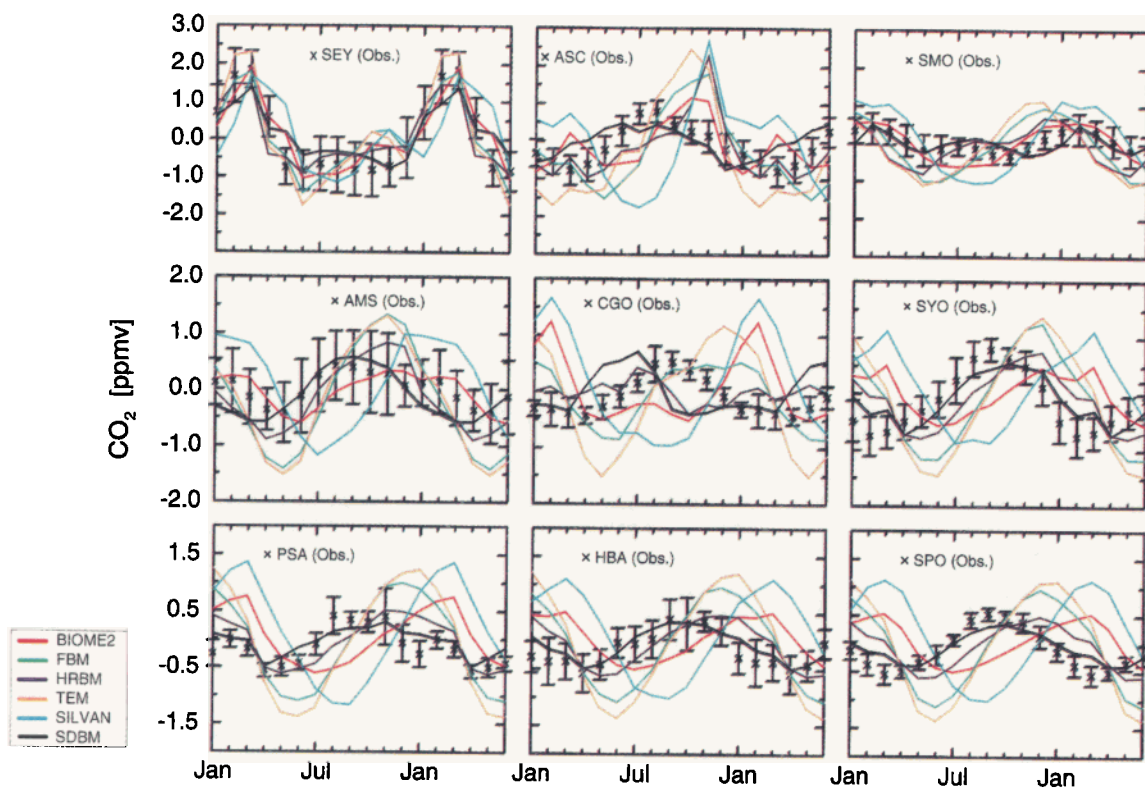 3.0
2.0
1.0
0.0
-1.0
-2.0
× SEY (Obs.)
× ASC (Obs.)
× SMO (Obs.)
2.0
1.0
0.0
-1.0
-2.0
CO2 [ppmv]
× AMS (Obs.)
× CGO (Obs.)
× SYO (Obs.)
1.5
0.5
-0.5
-1.5
× PSA (Obs.)
× HBA (Obs.)
× SPO (Obs.)
BIOME2
FBM
HRBM
TEM
SILVAN
SDBM
Jan Jul Jan Jan Jul Jan Jan Jul Jan